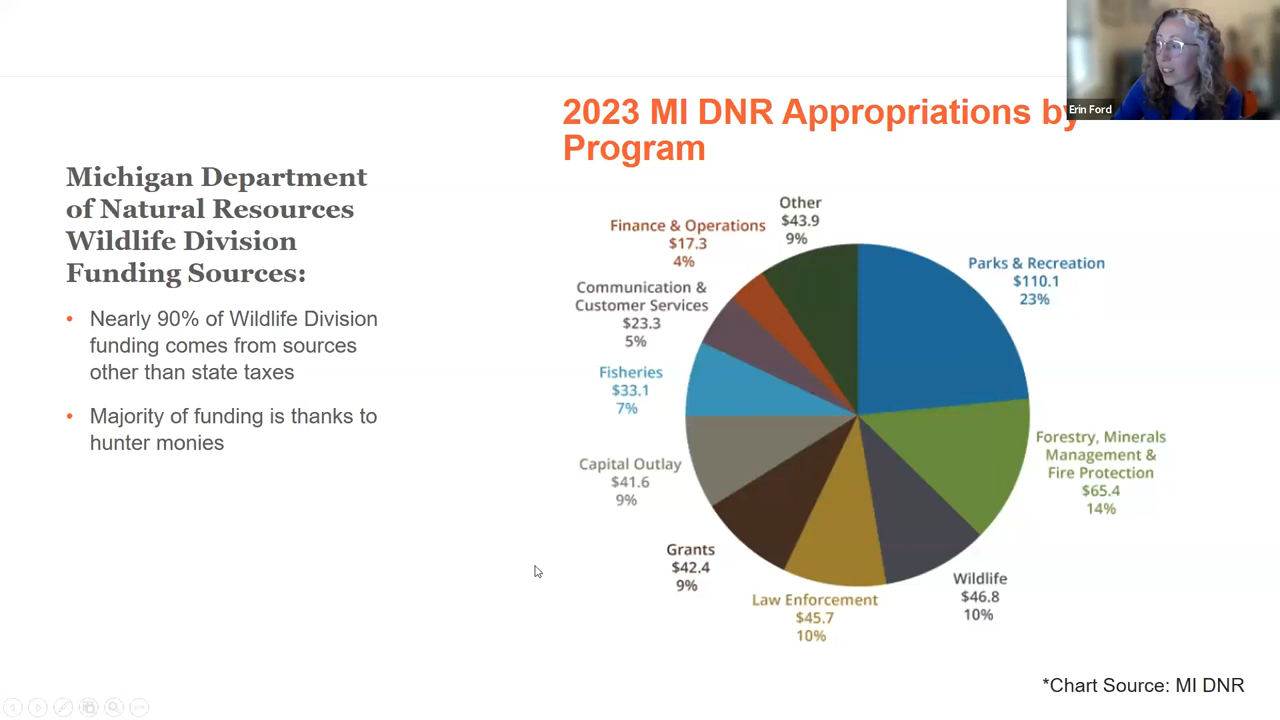 Erin Ford
2023 MI DNR Appropriations by
Program
Michigan Department
of Natural Resources
Wildlife Division
Funding Sources:
• Nearly 90% of Wildlife Division
funding comes from sources
other than state taxes
• Majority of funding is thanks to
hunter monies
Other
$43.9
9%
Finance & Operations
$17.3
4%
Communication &
Customer Services
$23.3
5%
Fisheries
$33.1
7%
Capital Outlay
$41.6
9%
Grants
$42.4
9%
Law Enforcement
$45.7
10%
Wildlife
$46.8
10%
Forestry, Minerals
Management &
Fire Protection
$65.4
14%
Parks & Recreation
$110.1
23%
*Chart Source: MI DNR